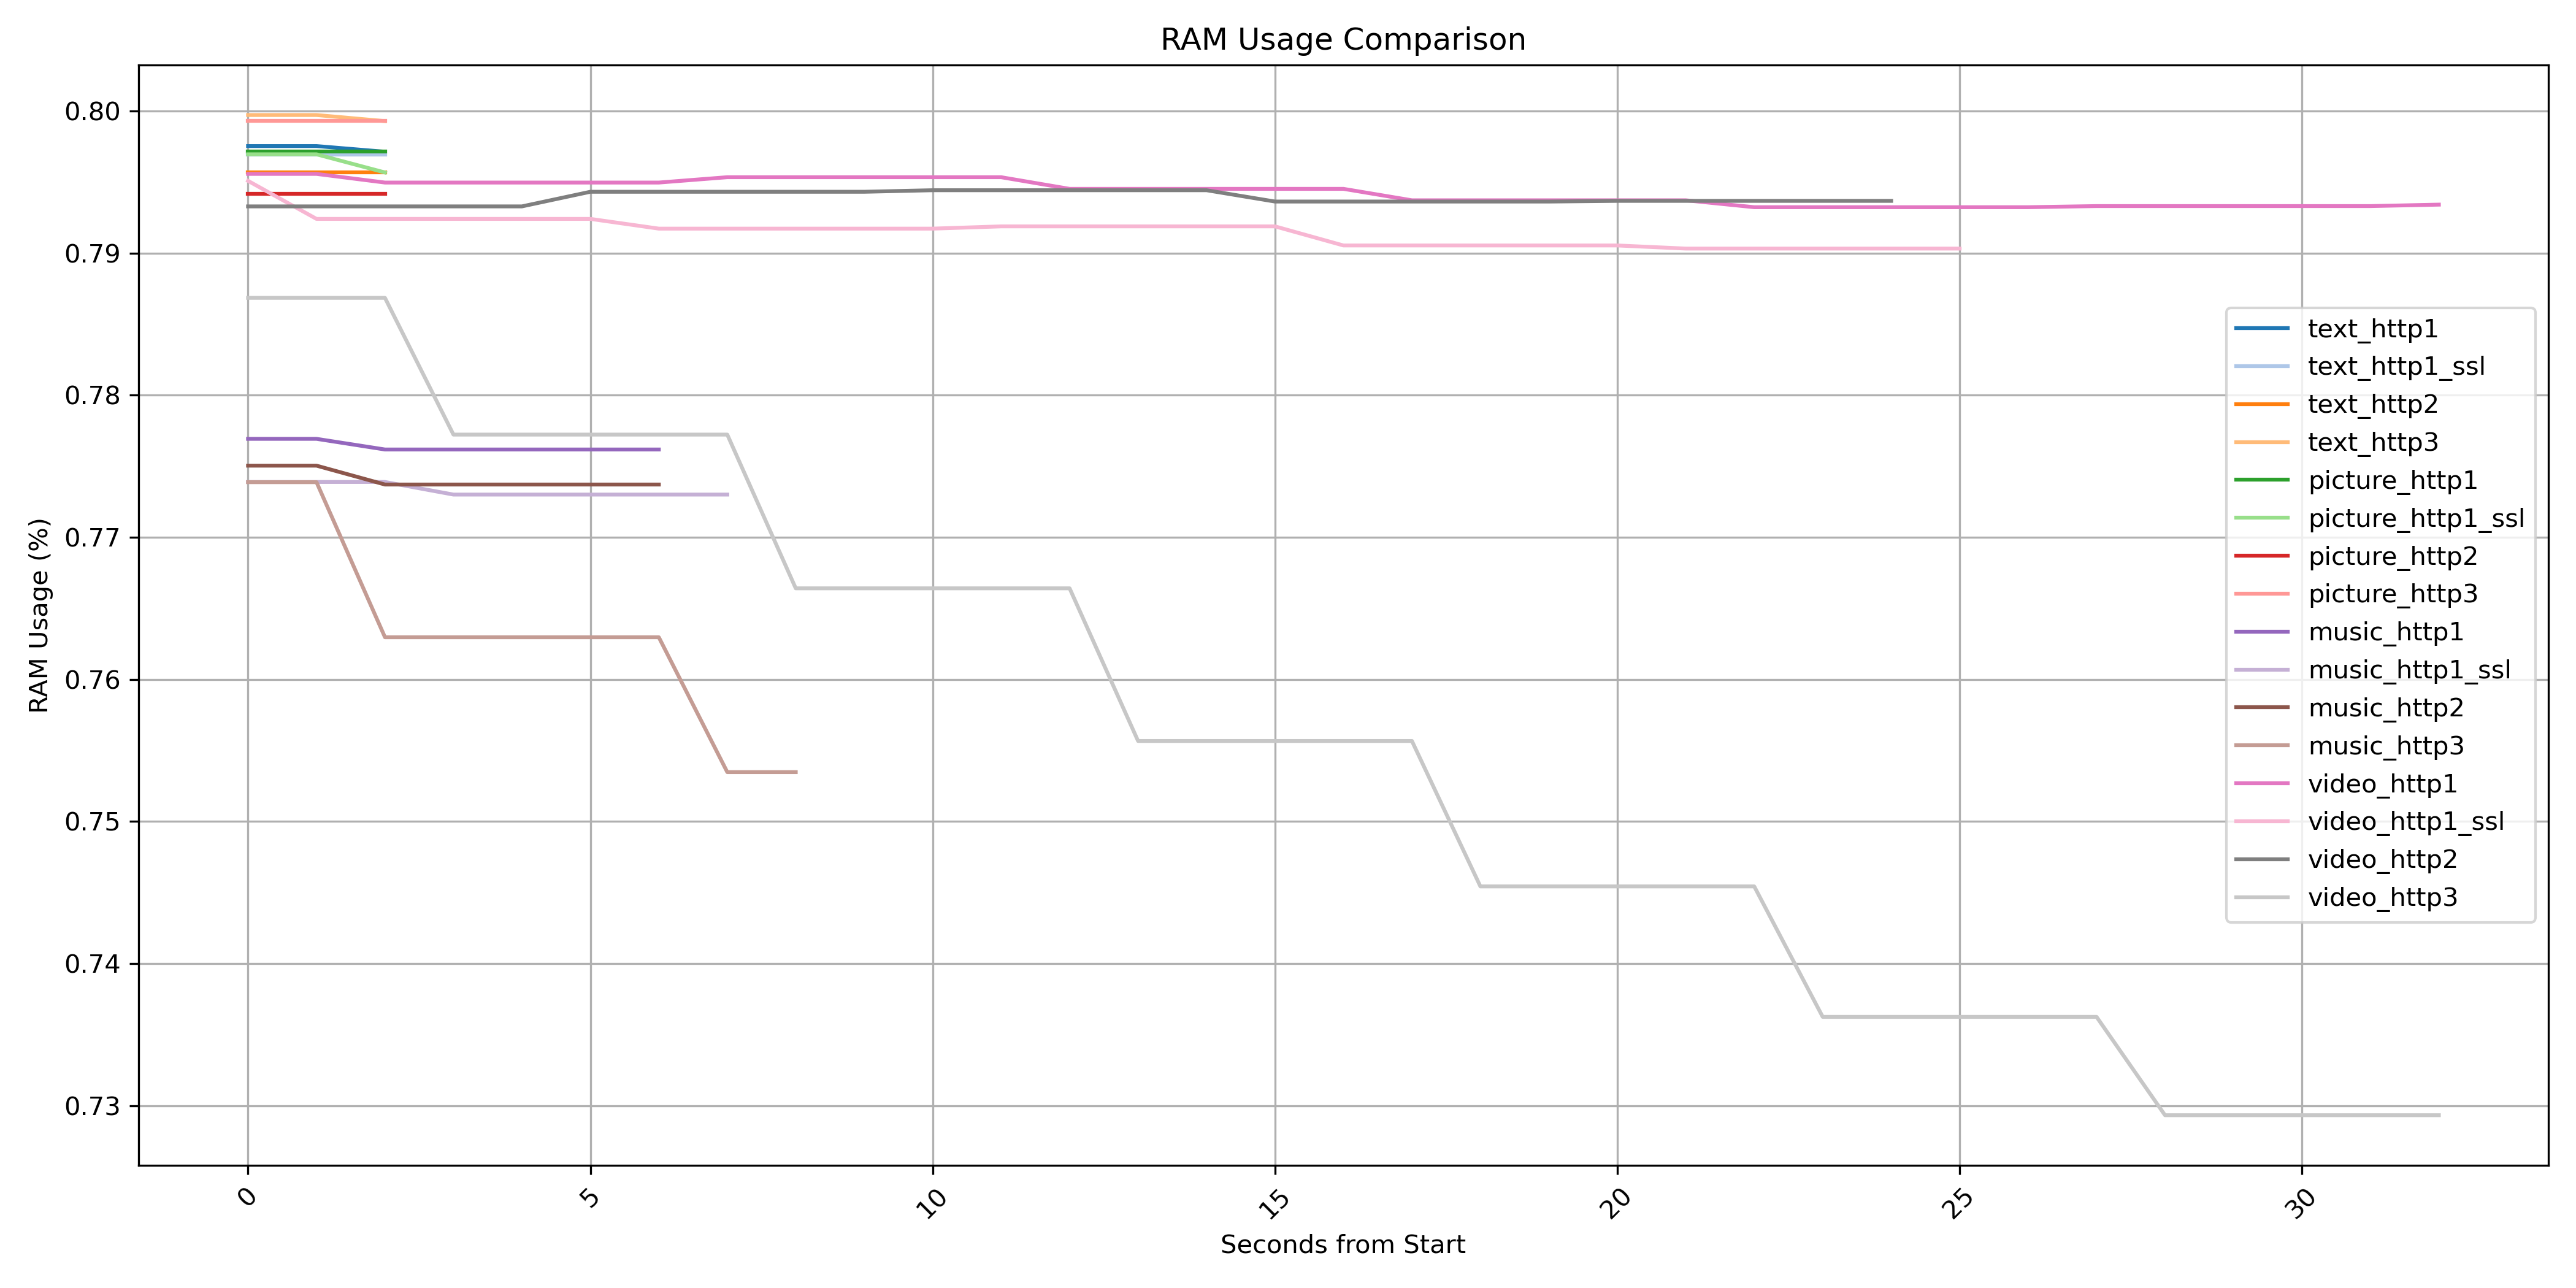 RAM Usage Comparison
RAM Usage (%)
0.80
0.79
0.78
0.77
0.76
0.75
0.74
0.73
text_http1
text_http1_ssl
text_http2
text_http3
picture_http1
picture_http1_ssl
picture_http2
picture_http3
music_http1
music_http1_ssl
music_http2
music_http3
video_http1
video_http1_ssl
video_http2
video_http3
0 5 10 15 20 25 30
Seconds from Start